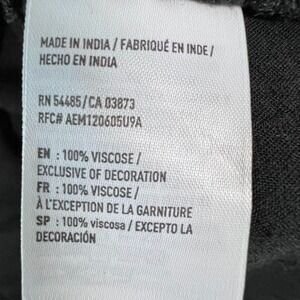 MADE IN INDIA / FABRIQUÉ EN INDE /
HECHO EN INDIA
RN 54485/CA 03873
RFC# AEM120605U9A
EN : 100% VISCOSE /
EXCLUSIVE OF DECORATION
FR : 100% VISCOSE /
À L'EXCEPTION DE LA GARNITURE
SP : 100% viscosa / EXCEPTO LA
DECORACIÓN